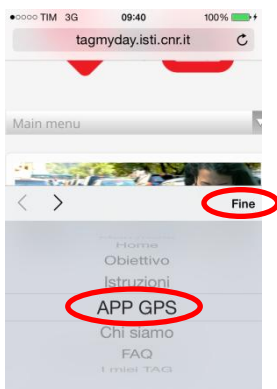 TIM 3G 09:40 100%
tagmyday.isti.cnr.it
Main menu
Fine
Home
Obiettivo
Istruzioni
APP GPS
Chi siamo
FAQ
I miei TAG